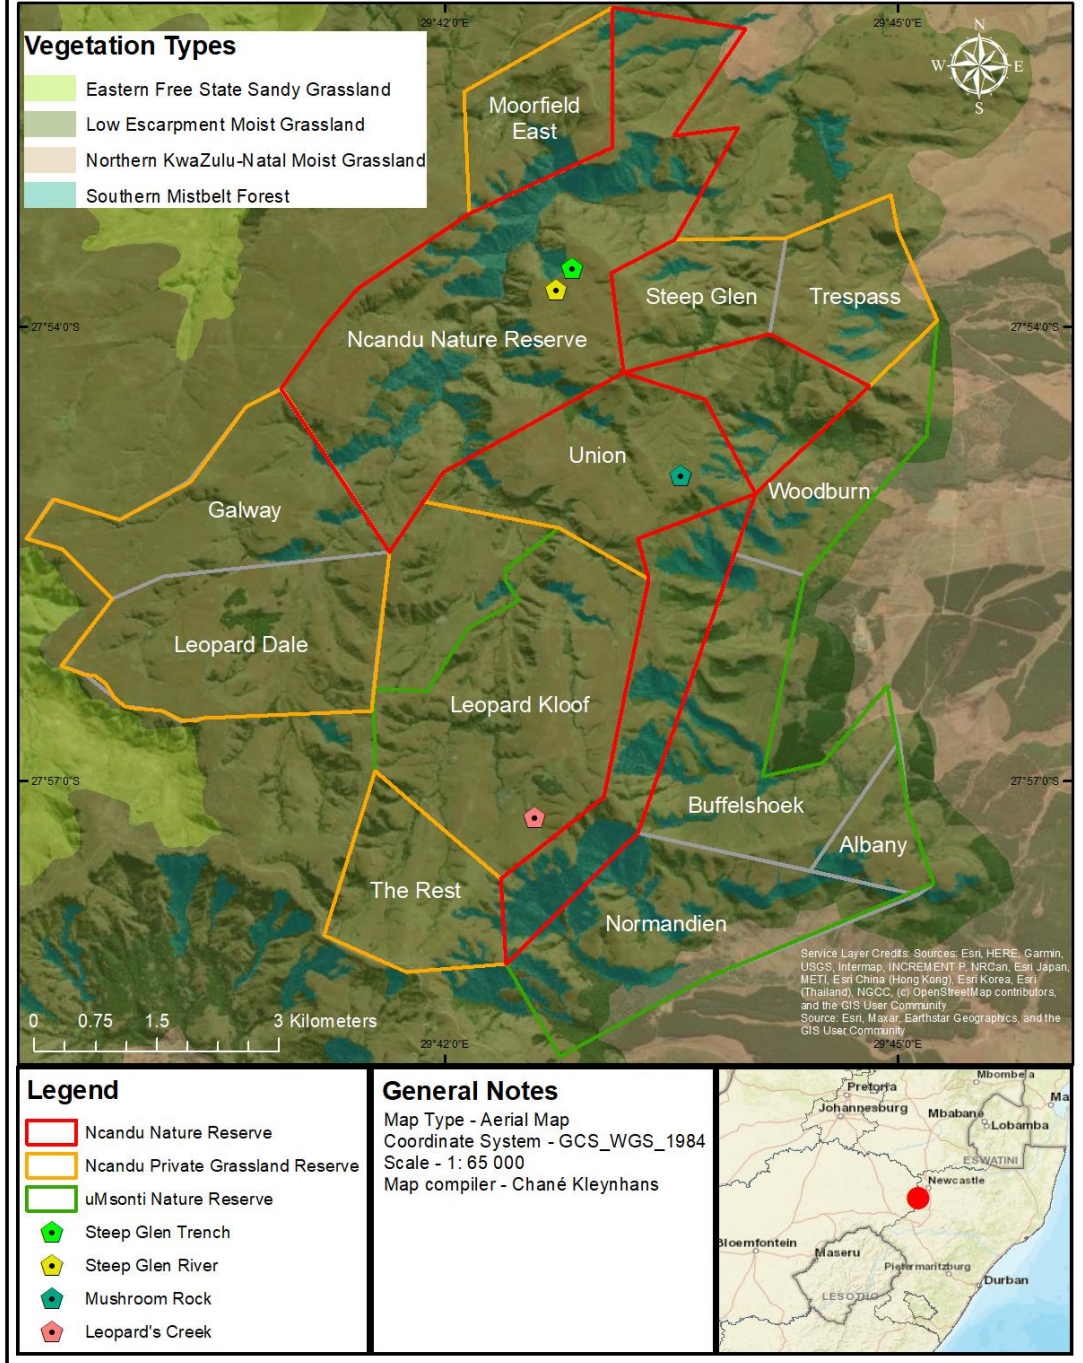 29°42'0"E
29°45'0"E
Vegetation Types
Eastern Free State Sandy Grassland
Low Escarpment Moist Grassland
Northern KwaZulu-Natal Moist Grassland
Southern Mistbelt Forest
N
W
E
S
Moorfield
East
Steep Glen
Trespass
27°54'0"S
27°54'0"S
Ncandu Nature Reserve
Union
Woodburn
Galway
Leopard Dale
Leopard Kloof
27°57'0"S
27°57'0"S
Buffelshoek
Albany
The Rest
Normandien
Service Layer Credits: Sources: Esri, HERE, Garmin,
USGS, Intermap, INCREMENT P, NRCan, Esri Japan,
METI, Esri China (Hong Kong), Esri Korea, Esri
(Thailand), NGCC, (c) OpenStreetMap contributors,
and the GIS User Community
Source: Esri, Maxar, Earthstar Geographics, and the
GIS User Community
0 0.75 1.5 3 Kilometers
29°42'0"E
29°45'0"E
Legend
Ncandu Nature Reserve
Ncandu Private Grassland Reserve
uMsonti Nature Reserve
Steep Glen Trench
Steep Glen River
Mushroom Rock
Leopard's Creek
General Notes
Map Type - Aerial Map
Coordinate System - GCS_WGS_1984
Scale - 1: 65 000
Map compiler - Chané Kleynhans
Mbombela
Pretoria
Ma
Johannesburg
Mbabane
Lobamba
ESWATINI
Newcastle
Bloemfontein
Maseru
Pietermaritzburg
Durban
LESOTHO